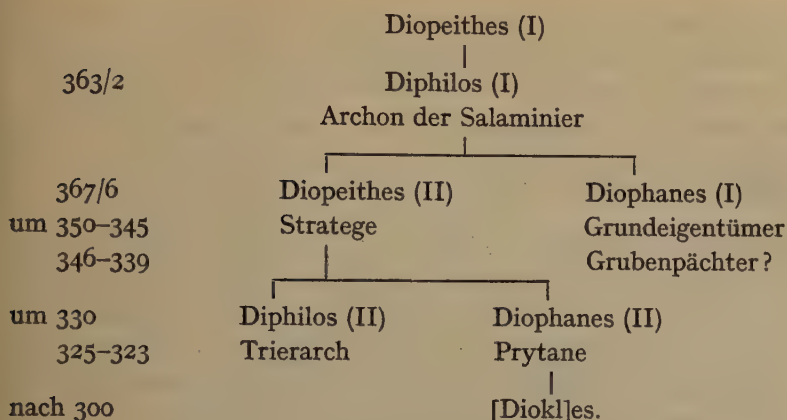 Diopeithes (I)
363/2 Diphilos (I)
Archon der Salaminier
367/6 Diopeithes (II) Diophanes (I)
um 350–345 Stratege Grundeigentümer
346–339 Grubenpächter?
um 330 Diphilos (II) Diophanes (II)
325–323 Trierarch Prytane
nach 300 [Diokl]es.